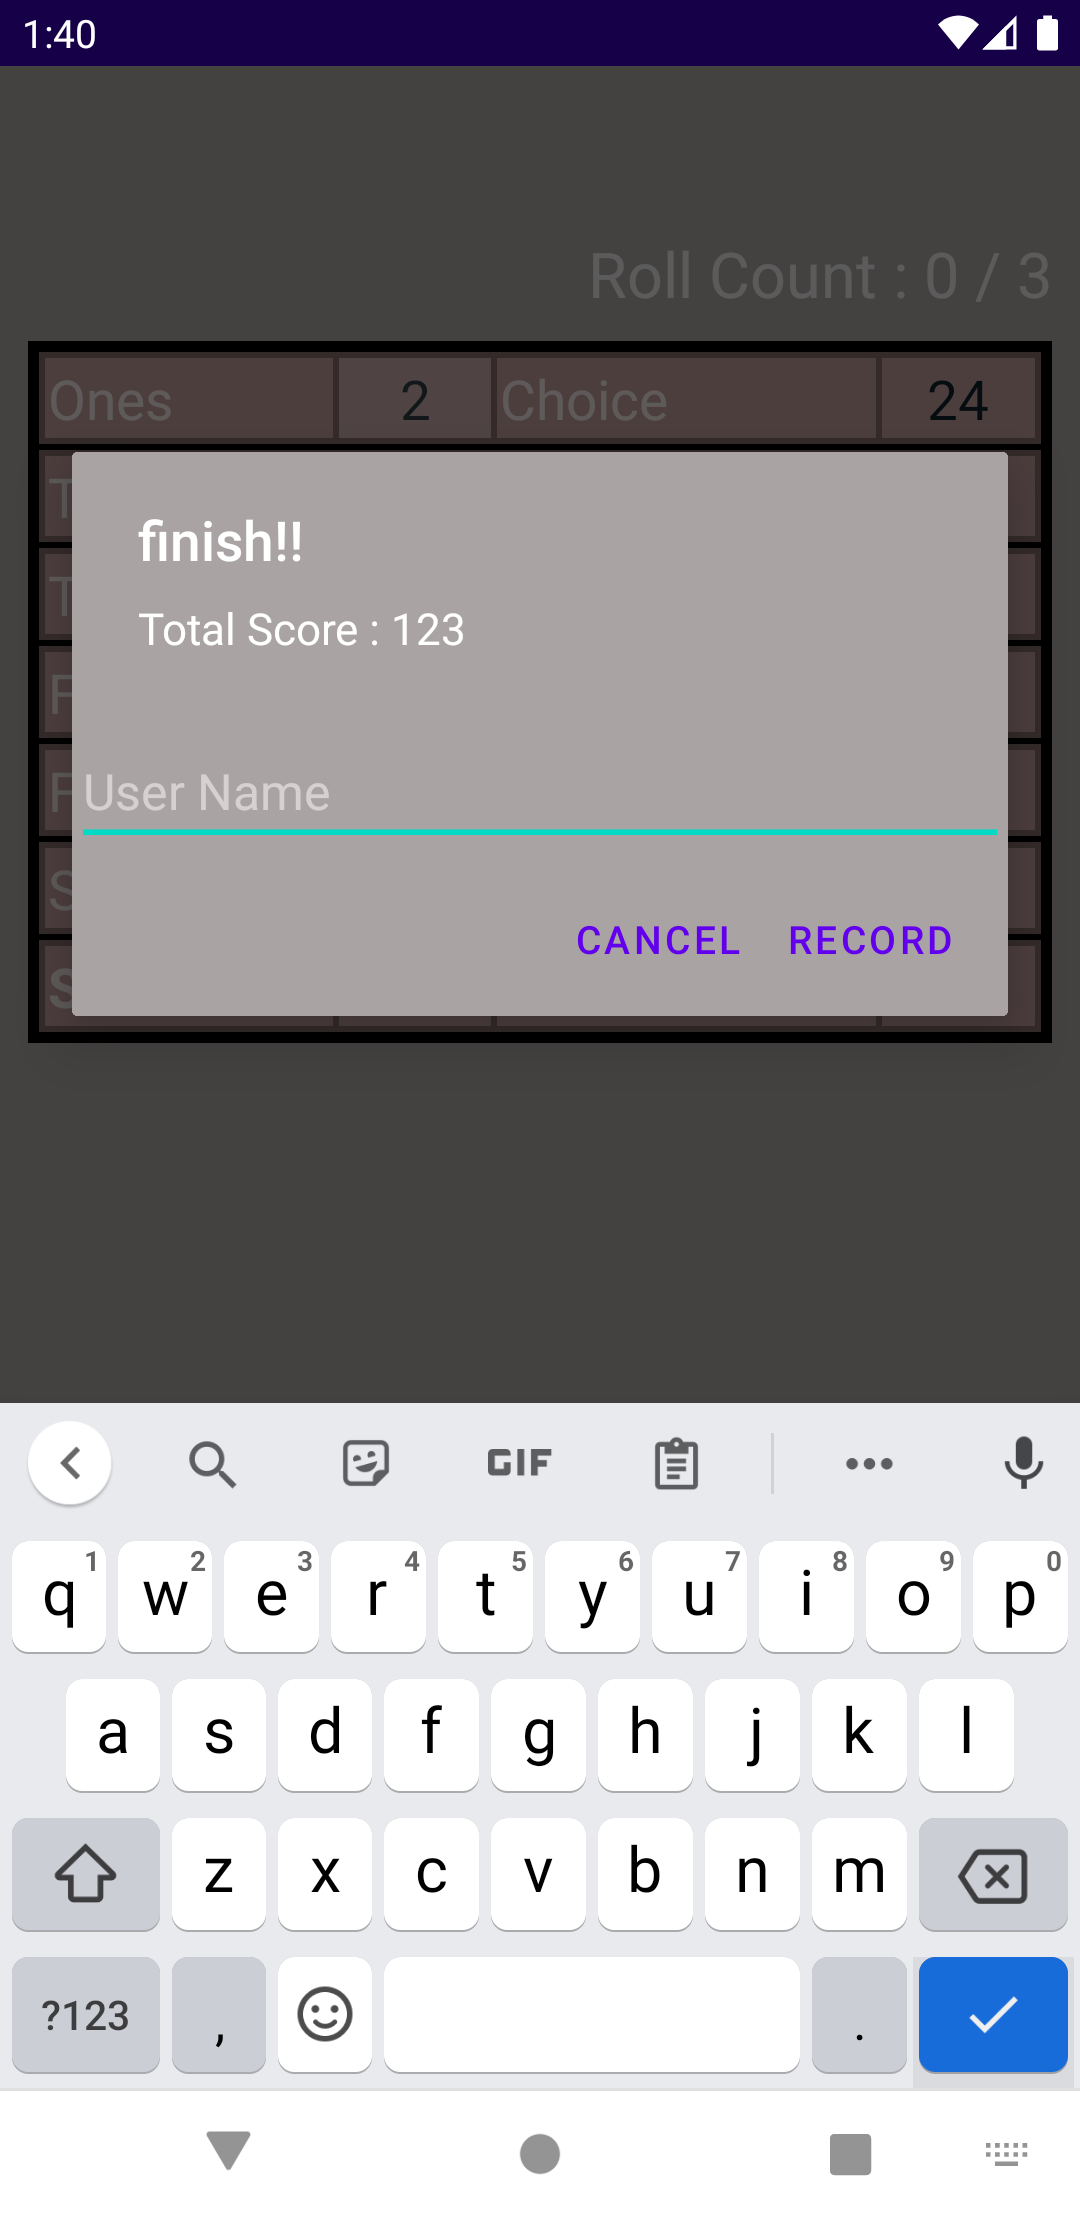 1:40
Roll Count : 0 / 3
Ones 2 Choice 24
finish!!
Total Score : 123
User Name
CANCEL RECORD
GIF
q 1 w 2 e 3 r 4 t 5 y 6 u 7 i 8 o 9 p 0
a s d f g h j k l
z x c v b n m
?123 , .